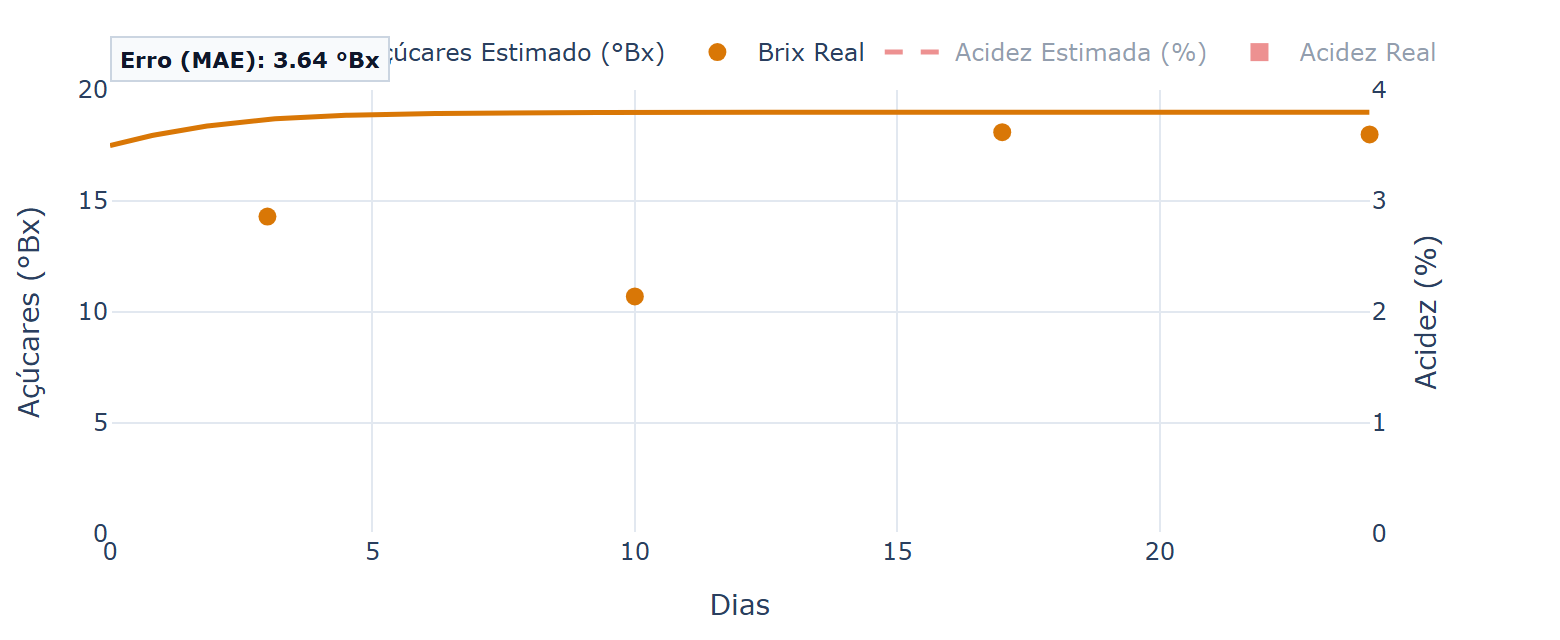 Erro (MAE): 3.64 °Bx
çúcares Estimado (°Bx)
Brix Real
Acidez Estimada (%)
Acidez Real
20
15
10
5
0
Açúcares (°Bx)
4
3
2
1
0
Acidez (%)
0
5
10
15
20
Dias